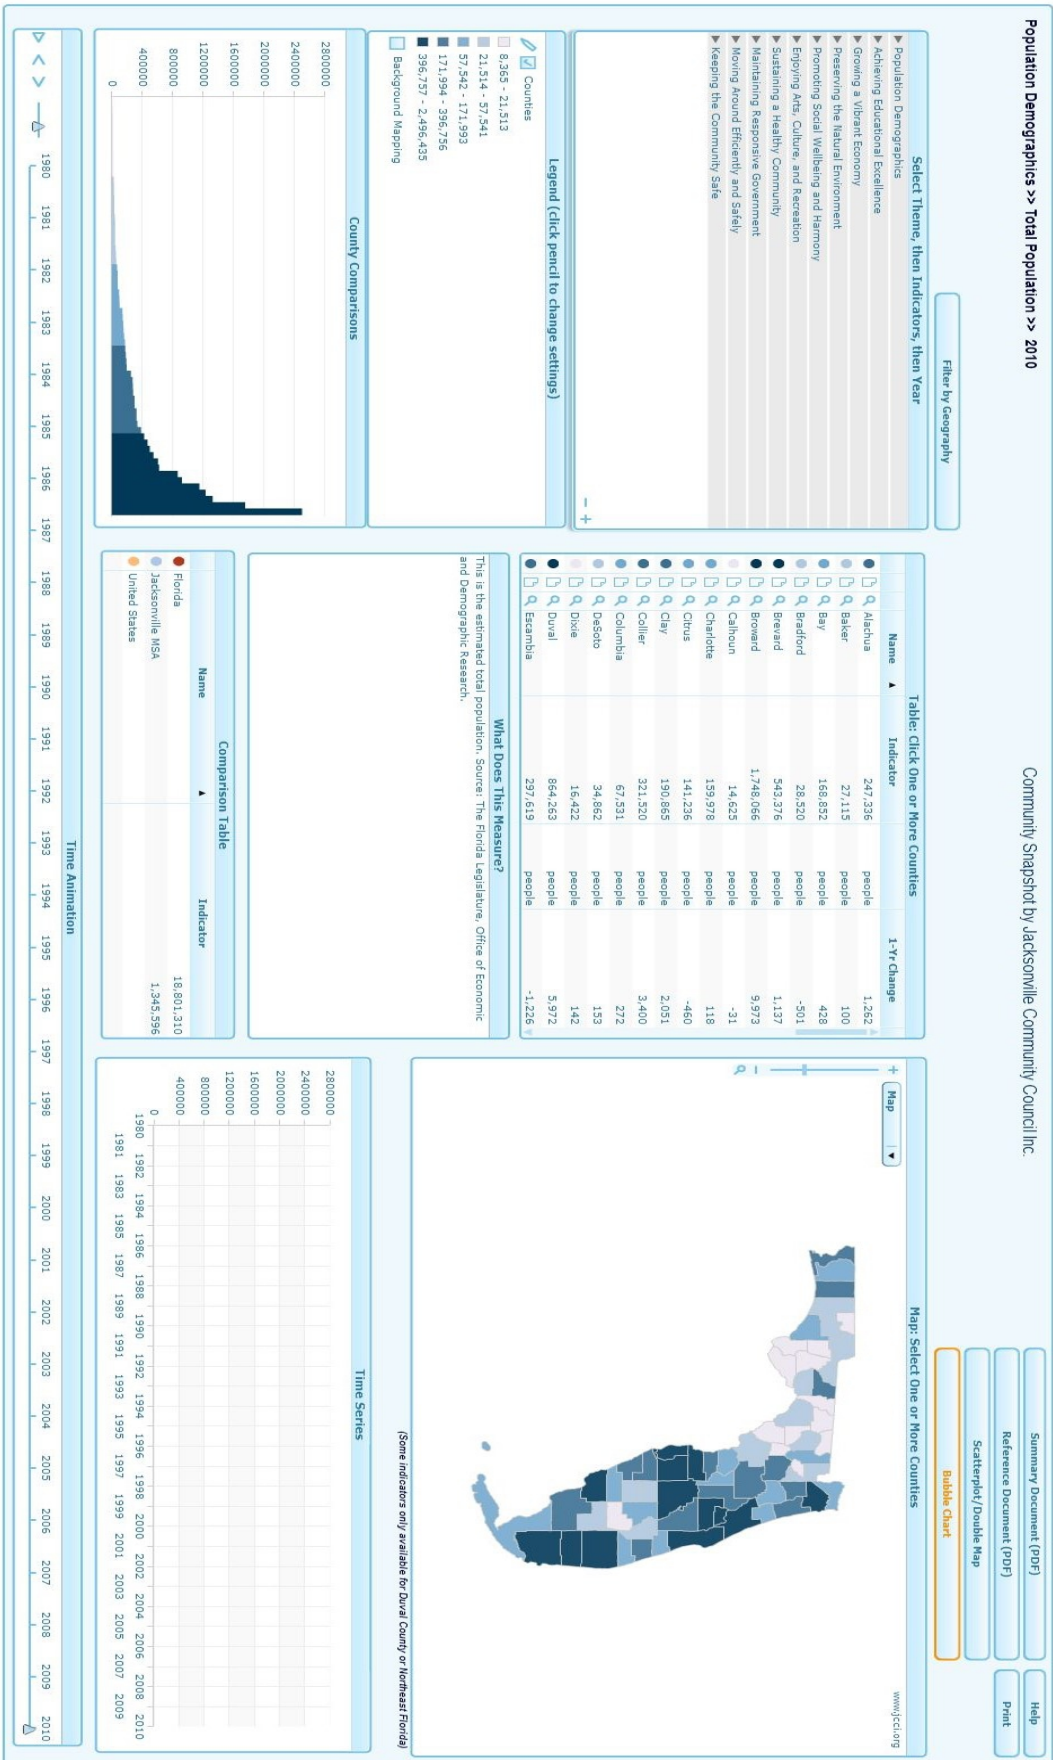 Population Demographics >> Total Population >> 2010
Community Snapshot by Jacksonville Community Council Inc.
Summary Document (PDF)
Help
Reference Document (PDF)
Print
Scatterplot/Double Map
Filter by Geography
Bubble Chart
Select Theme, then Indicators, then Year
Population Demographics
Achieving Educational Excellence
Growing a Vibrant Economy
Preserving the Natural Environment
Promoting Social Wellbeing and Harmony
Enjoying Arts, Culture, and Recreation
Sustaining a Healthy Community
Maintaining Responsive Government
Moving Around Efficiently and Safely
Keeping the Community Safe
Legend (click pencil to change settings)
Counties
8,365 - 21,513
21,514 - 57,541
57,542 - 171,993
171,994 - 396,756
396,757 - 2,496,435
Background Mapping
County Comparisons
2800000
2400000
2000000
1600000
1200000
800000
400000
0
Table: Click One or More Counties
Name Indicator 1-Yr Change
Alachua 247,336 people 1,262
Baker 27,115 people 100
Bay 168,852 people 428
Bradford 28,520 people -501
Brevard 543,376 people 1,137
Broward 1,748,066 people 9,973
Calhoun 14,625 people -31
Charlotte 159,978 people 118
Citrus 141,236 people -460
Clay 190,865 people 2,051
Collier 321,520 people 3,400
Columbia 67,531 people 272
DeSoto 34,862 people 153
Dixie 16,422 people 142
Duval 864,263 people 5,972
Escambia 297,619 people -1,226
What Does This Measure?
This is the estimated total population. Source: The Florida Legislature, Office of Economic
and Demographic Research.
Comparison Table
Name Indicator
Florida 18,801,310
Jacksonville MSA 1,345,596
United States
Map: Select One or More Counties
www.jcci.org
Map
(Some indicators only available for Duval County or Northeast Florida)
Time Series
2800000
2400000
2000000
1600000
1200000
800000
400000
0
1980 1982 1984 1986 1988 1990 1992 1994 1996 1998 2000 2002 2004 2006 2008 2010
1981 1983 1985 1987 1989 1991 1993 1995 1997 1999 2001 2003 2005 2007 2009
Time Animation
1980 1981 1982 1983 1984 1985 1986 1987 1988 1989 1990 1991 1992 1993 1994 1995 1996 1997 1998 1999 2000 2001 2002 2003 2004 2005 2006 2007 2008 2009 2010